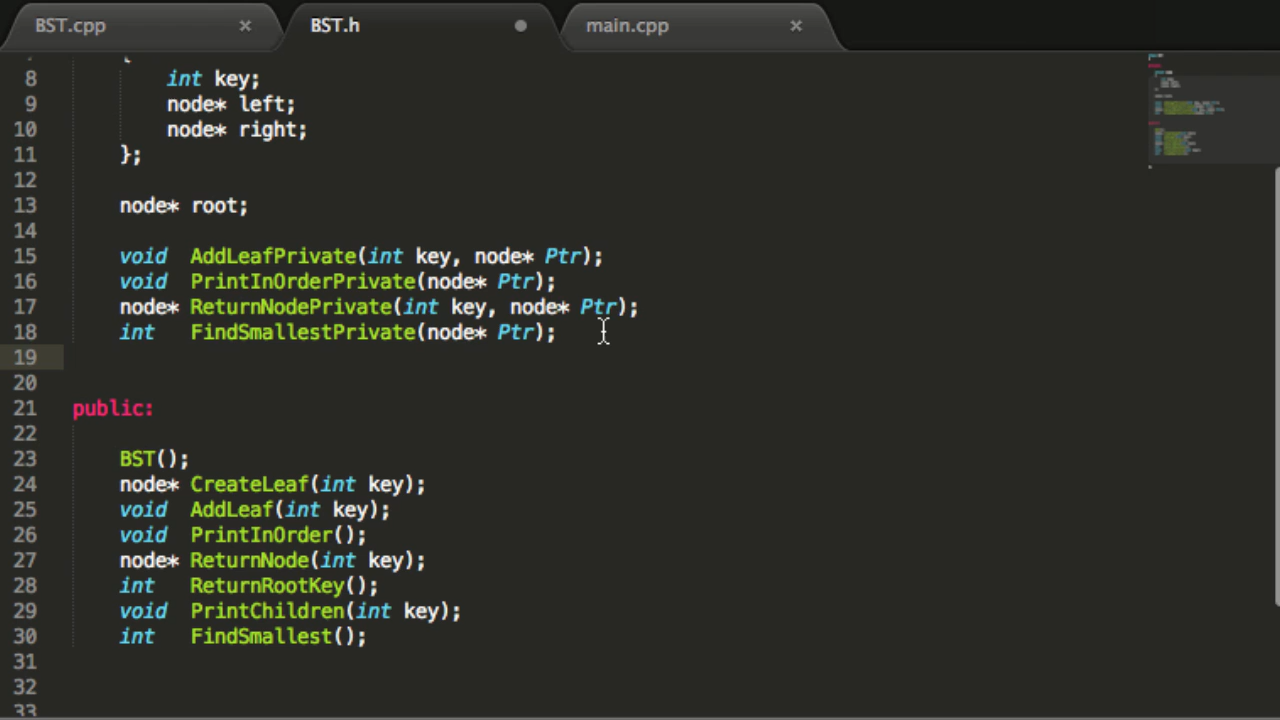 BST.cpp × BST.h main.cpp ×
8 int key;
9 node* left;
10 node* right;
11 };
12
13 node* root;
14
15 void AddLeafPrivate(int key, node* Ptr);
16 void PrintInOrderPrivate(node* Ptr);
17 node* ReturnNodePrivate(int key, node* Ptr);
18 int FindSmallestPrivate(node* Ptr);
19
20
21 public:
22
23 BST();
24 node* CreateLeaf(int key);
25 void AddLeaf(int key);
26 void PrintInOrder();
27 node* ReturnNode(int key);
28 int ReturnRootKey();
29 void PrintChildren(int key);
30 int FindSmallest();
31
32
33